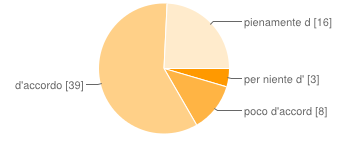 pienamente d [16]
per niente d' [3]
d'accordo [39]
poco d'accord [8]